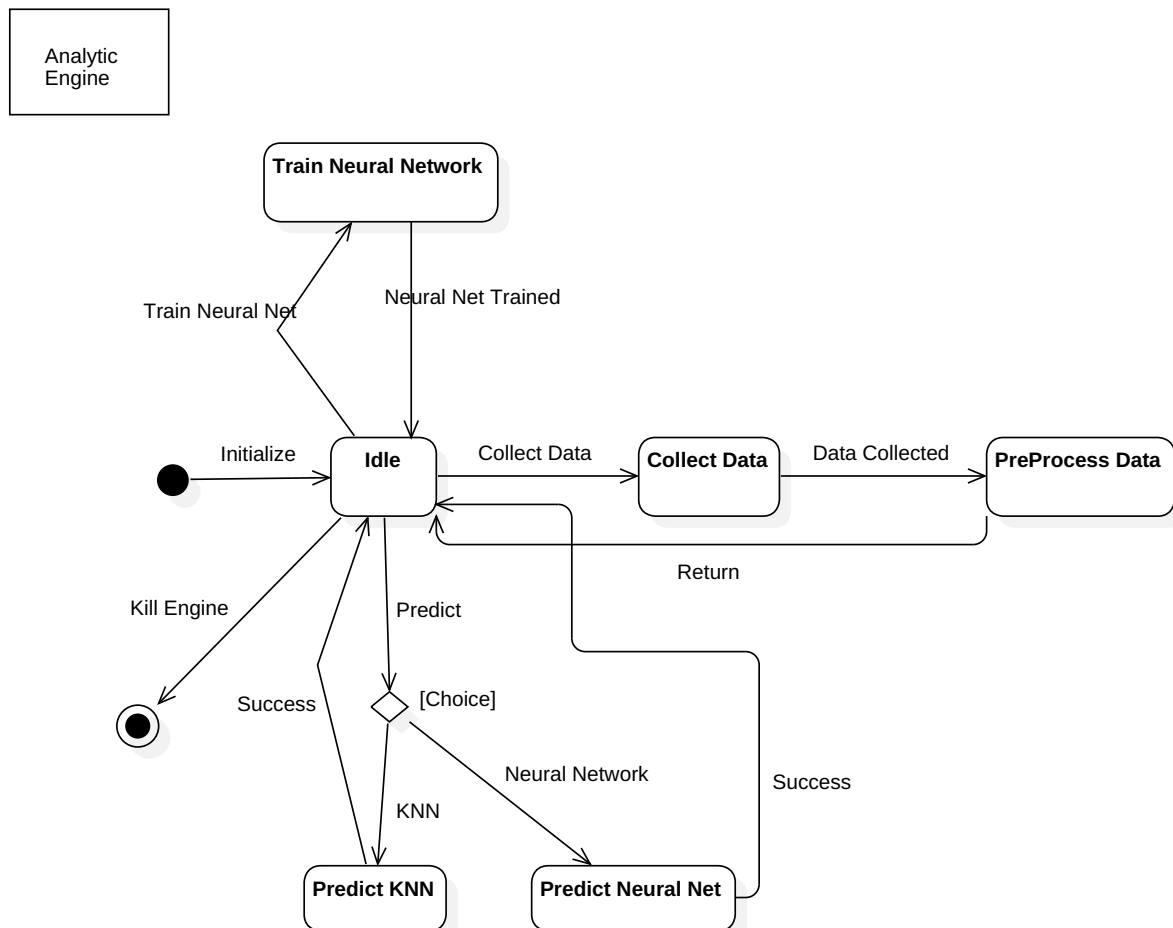 Analytic
Engine
Train Neural Network
Train Neural Net
Neural Net Trained
Initialize
Idle
Collect Data
Collect Data
Data Collected
PreProcess Data
Return
Kill Engine
Predict
Success
[Choice]
Neural Network
Success
KNN
Predict KNN
Predict Neural Net